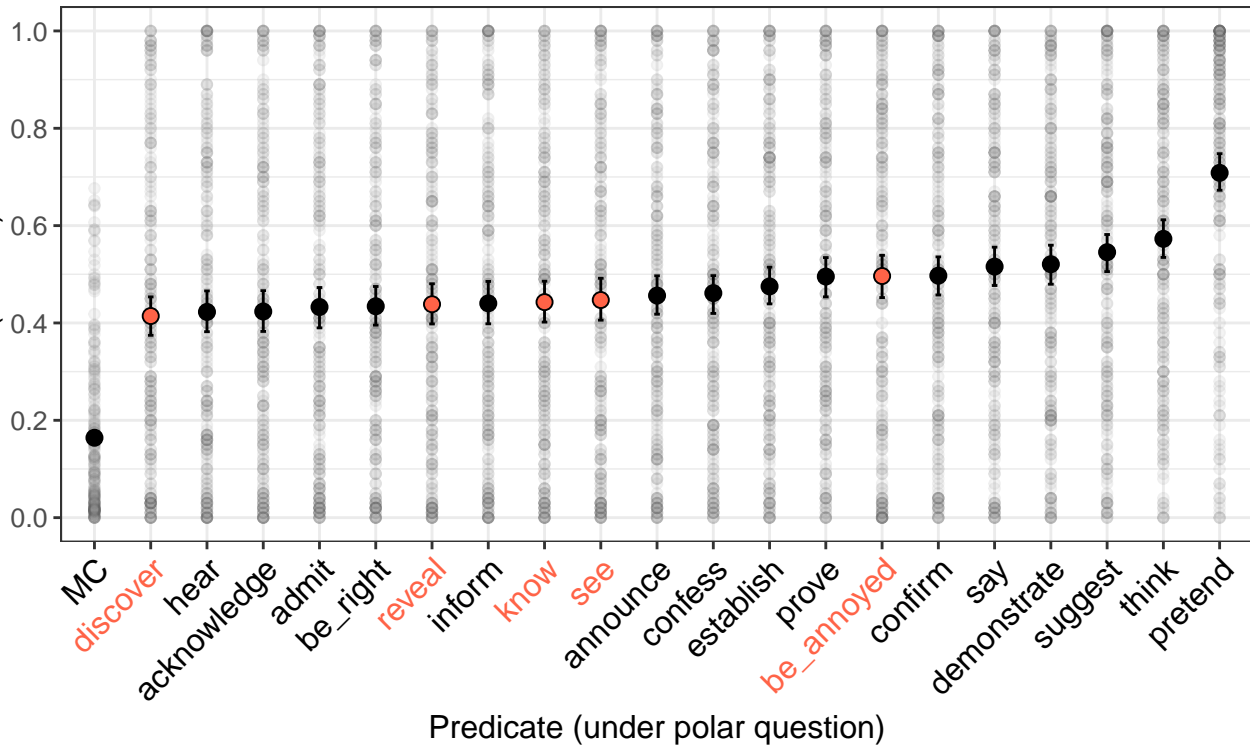 1.0
0.8
0.6
0.4
0.2
0.0
MC
discover
hear
acknowledge
admit
be_right
reveal
inform
know
see
announce
confess
establish
prove
be_annoyed
confirm
say
demonstrate
suggest
think
pretend
Predicate (under polar question)